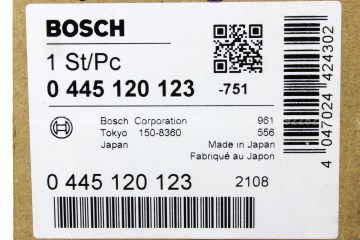 BOSCH
1 St/Pc
0 445 120 123 -751
Bosch Corporation 961
Tokyo 150-8360 556
Japan Made in Japan
Fabriqué au Japon
0 445 120 123 2108
4 047024 424302